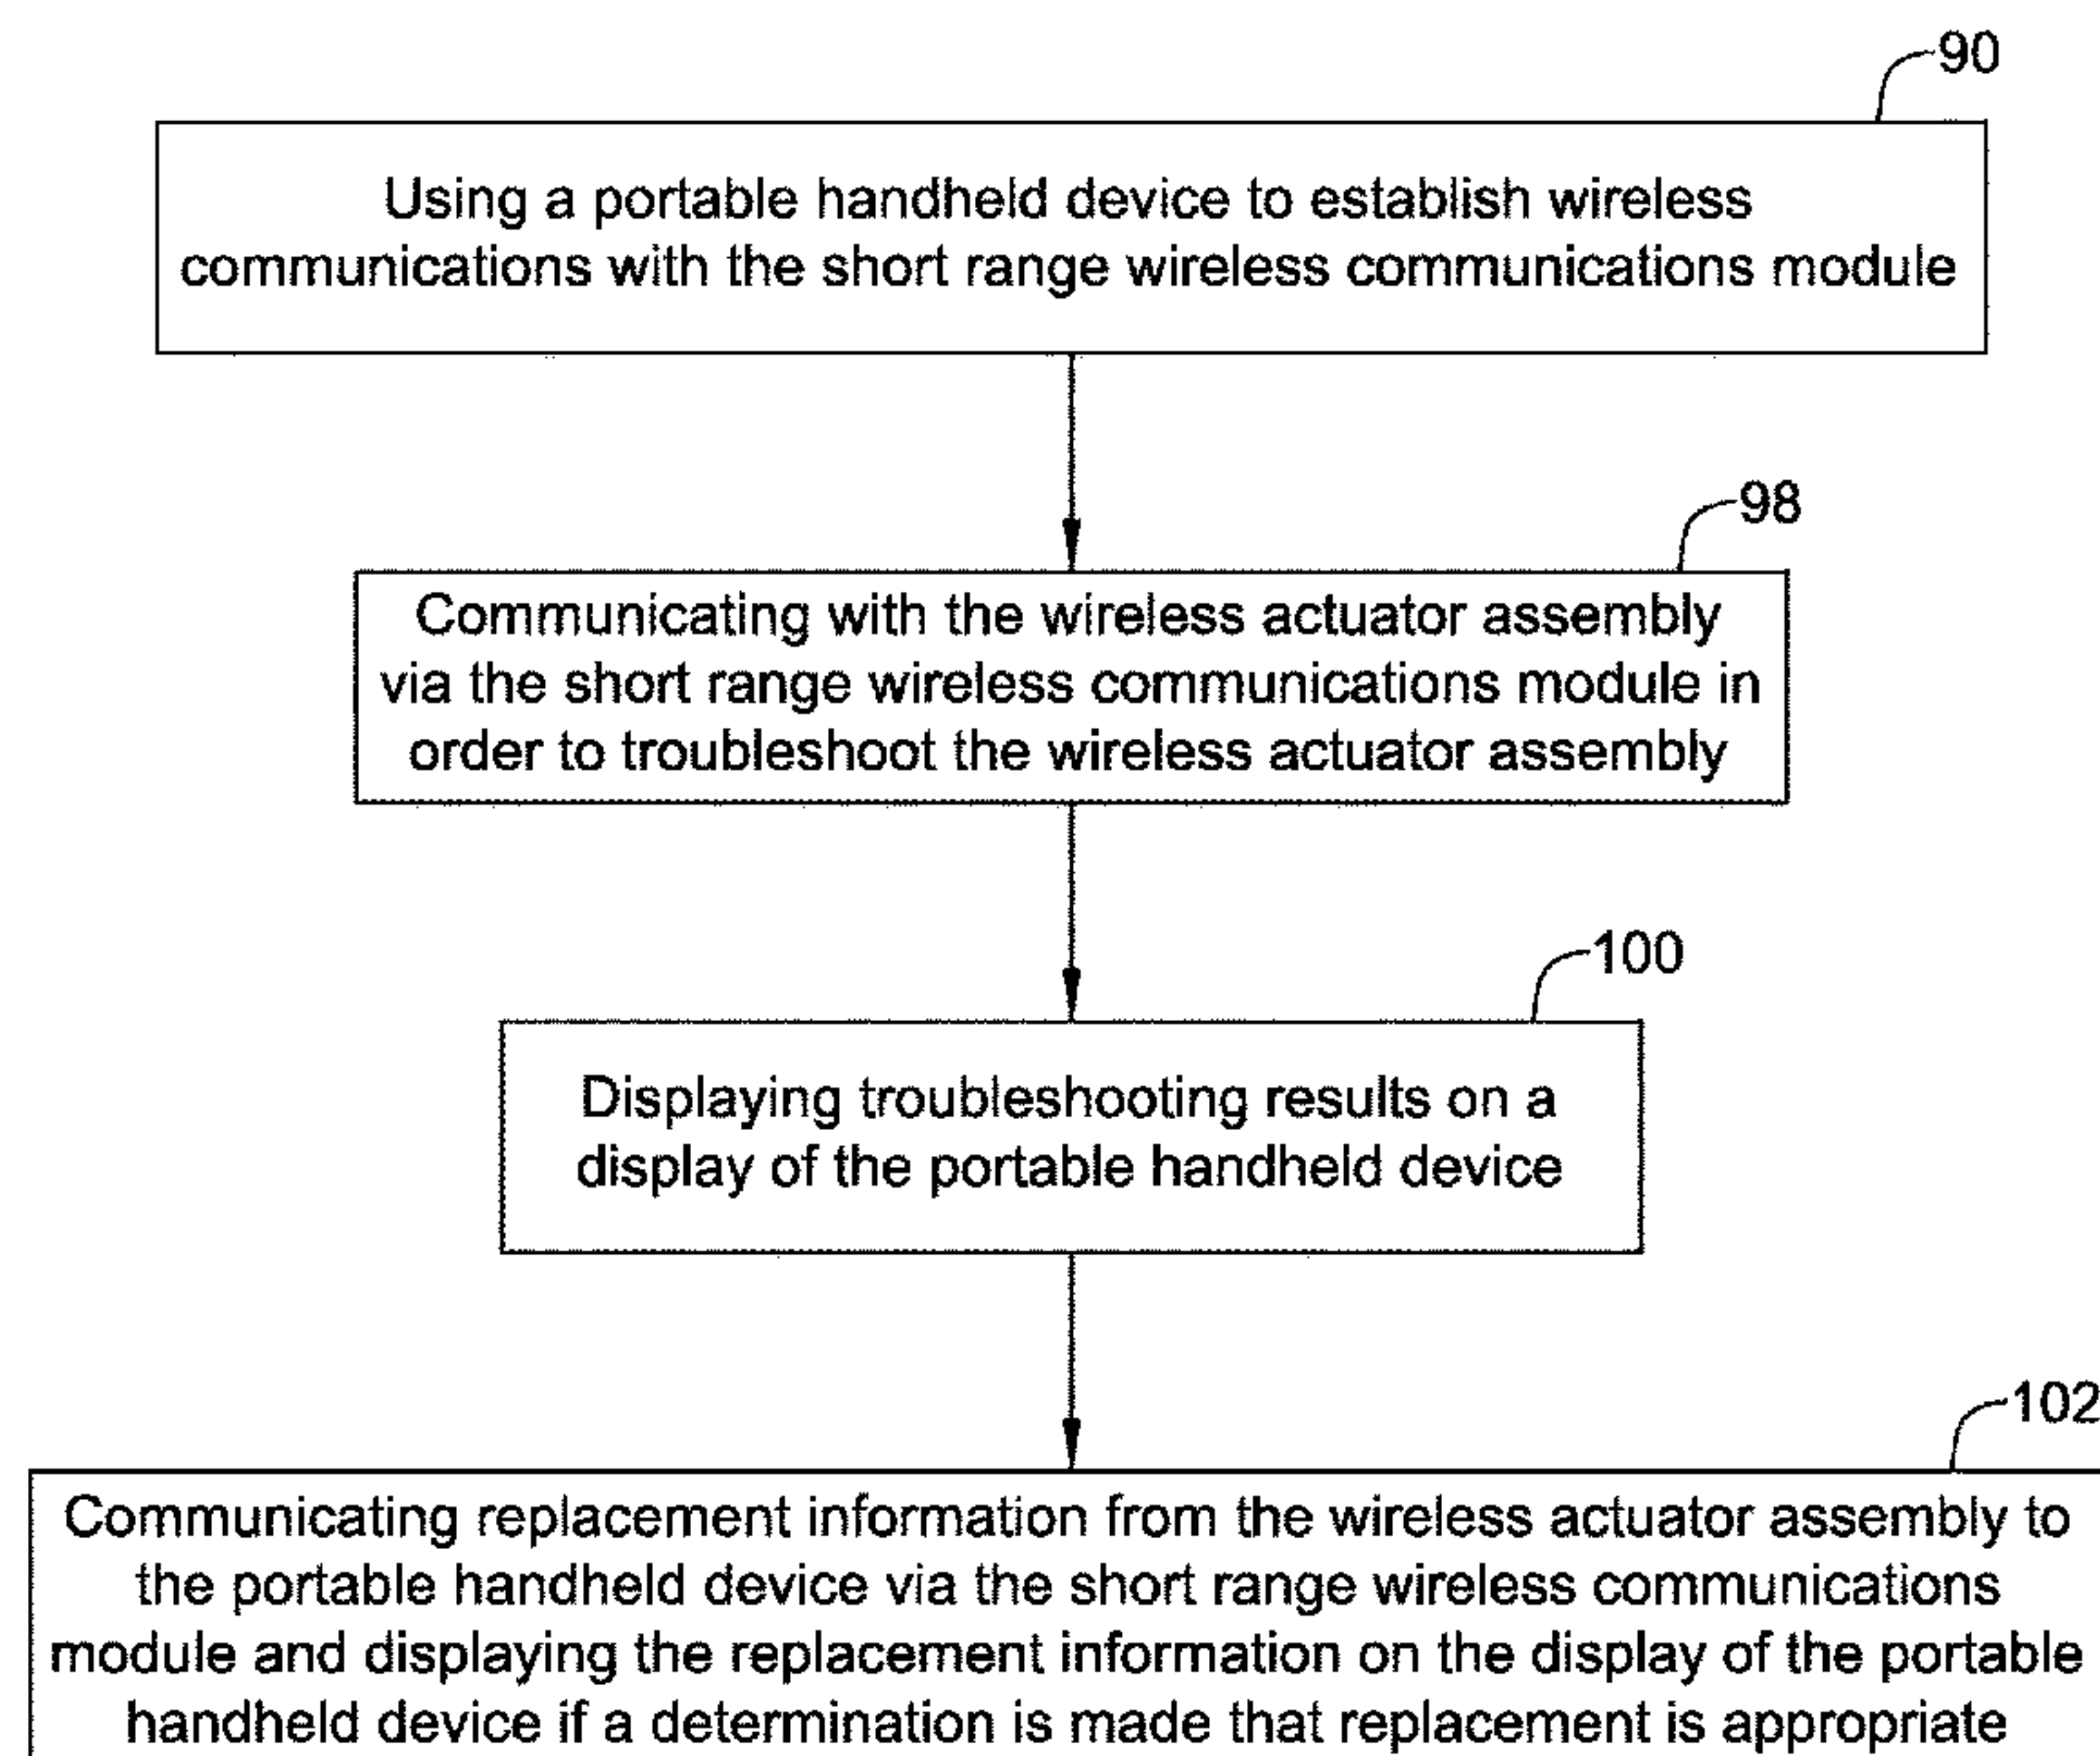 90
Using a portable handheld device to establish wireless
communications with the short range wireless communications module
98
Communicating with the wireless actuator assembly
via the short range wireless communications module in
order to troubleshoot the wireless actuator assembly
100
Displaying troubleshooting results on a
display of the portable handheld device
102
Communicating replacement information from the wireless actuator assembly to
the portable handheld device via the short range wireless communications
module and displaying the replacement information on the display of the portable
handheld device if a determination is made that replacement is appropriate